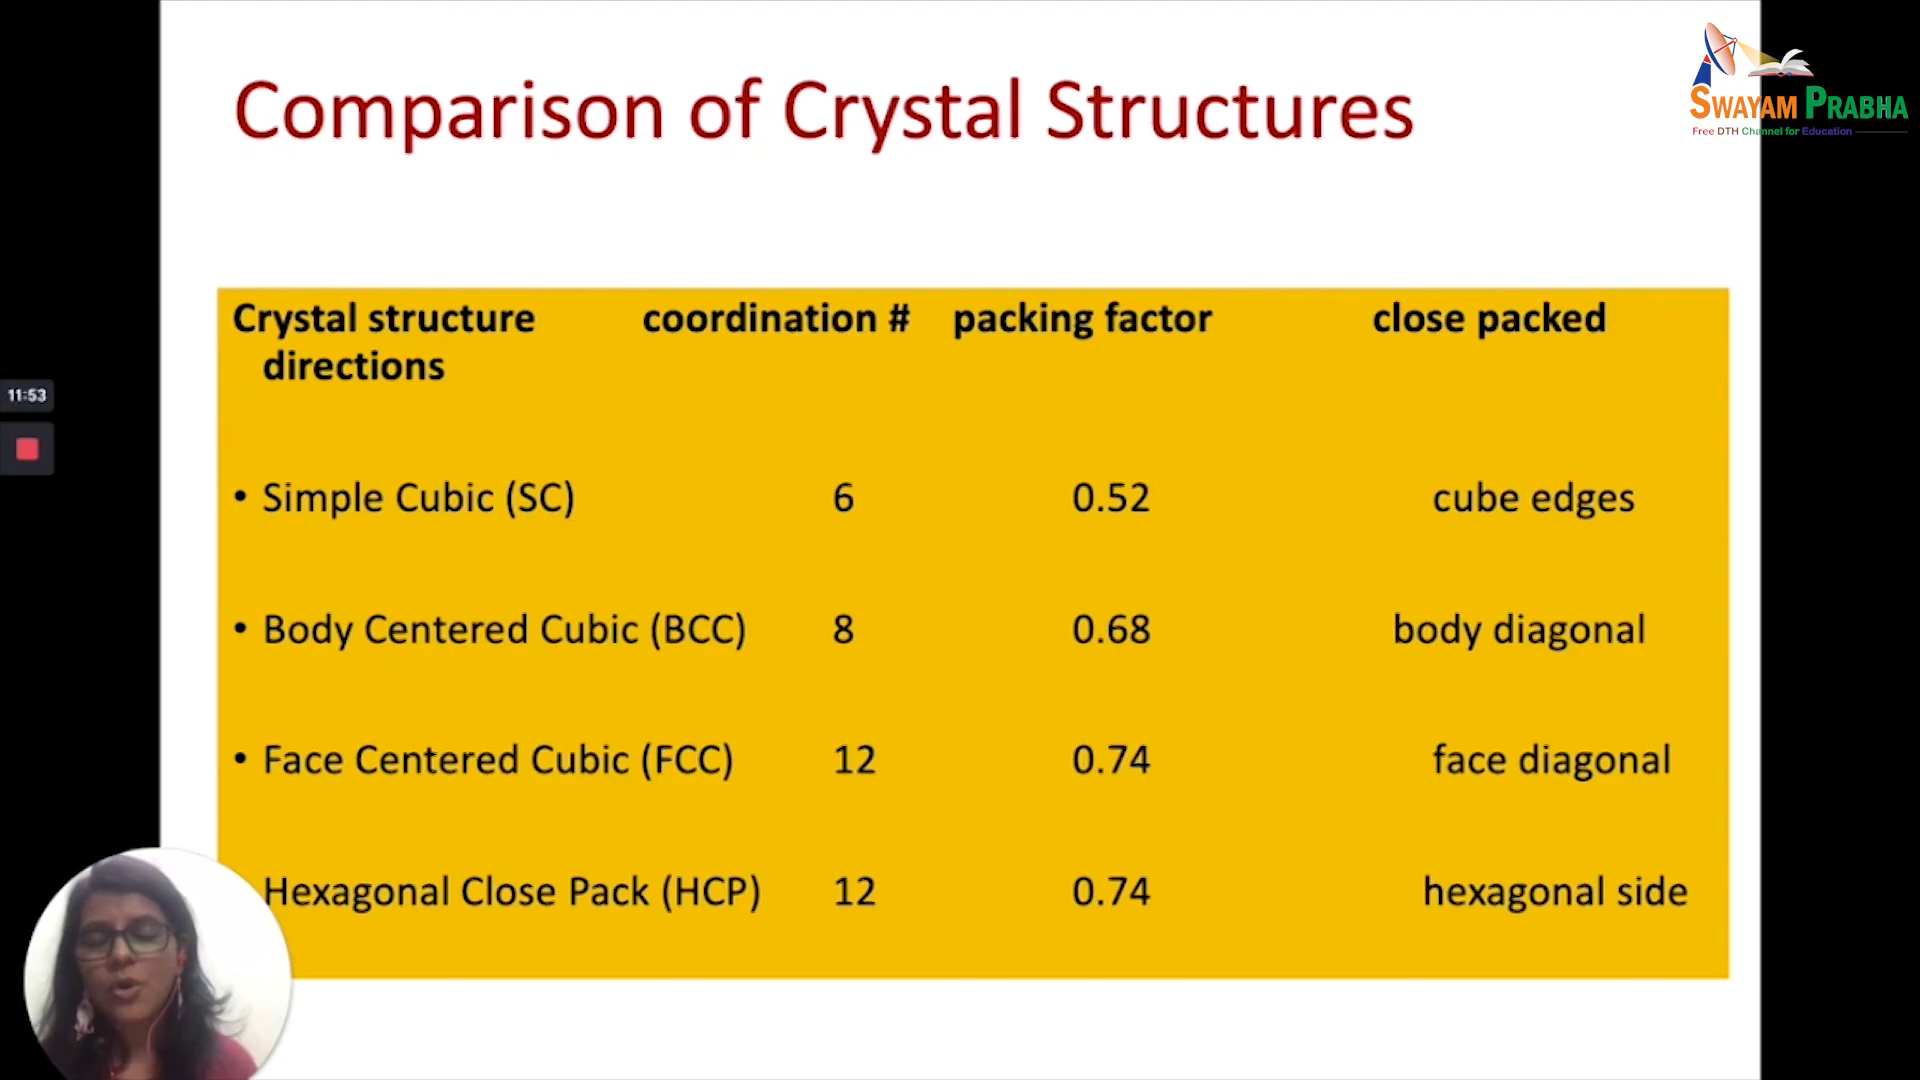 Comparison of Crystal Structures
SWAYAM PRABHA
Free DTH Channel for Education
Crystal structure coordination # packing factor close packed
directions
11:53
• Simple Cubic (SC) 6 0.52 cube edges
• Body Centered Cubic (BCC) 8 0.68 body diagonal
• Face Centered Cubic (FCC) 12 0.74 face diagonal
Hexagonal Close Pack (HCP) 12 0.74 hexagonal side